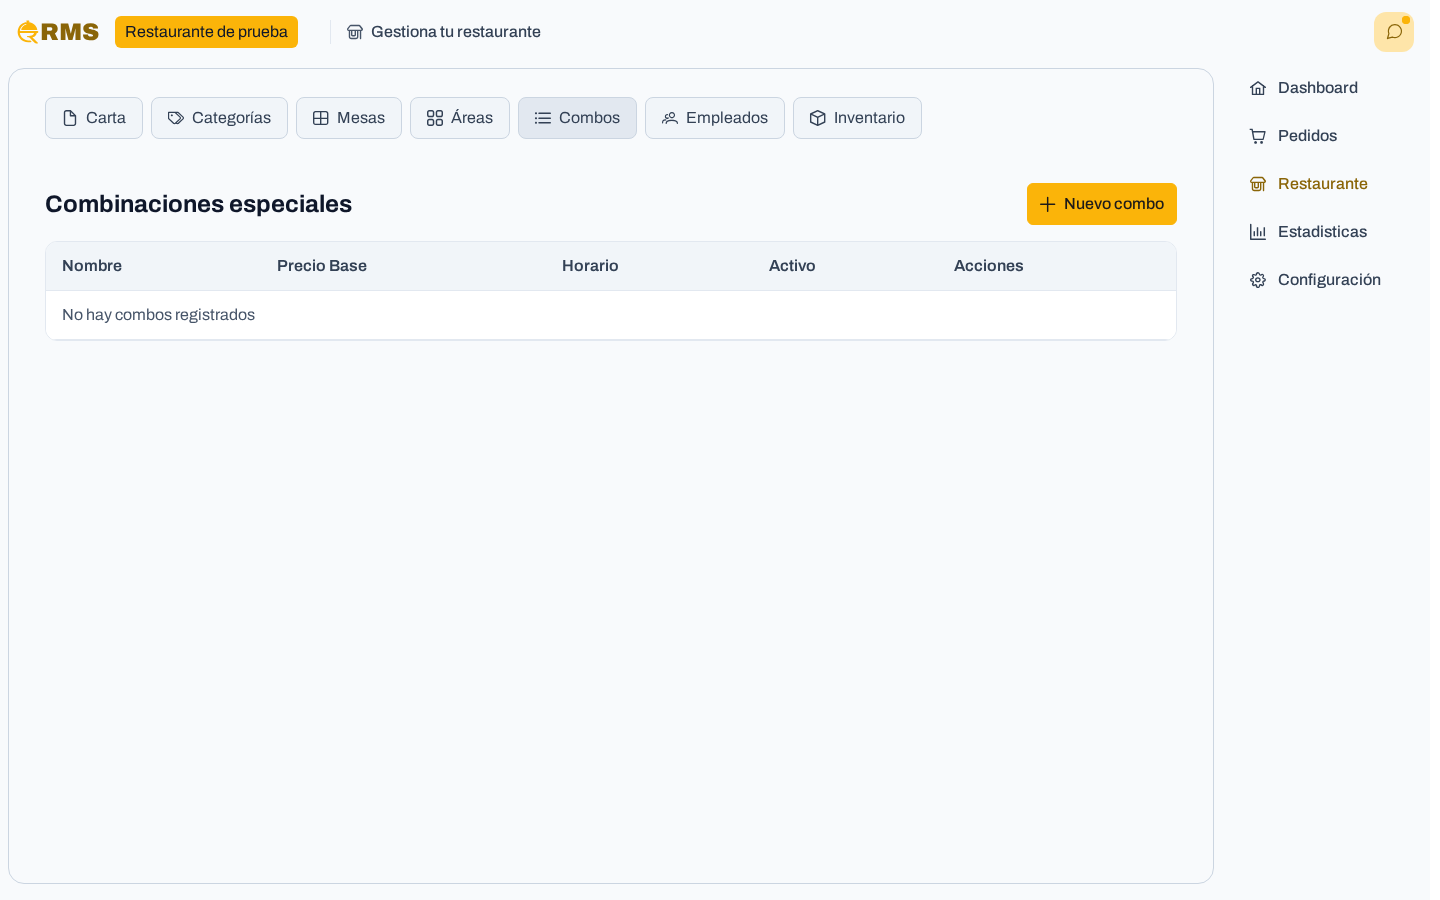 RMS Restaurante de prueba Gestiona tu restaurante
Carta Categorías Mesas Áreas Combos Empleados Inventario
Combinaciones especiales
Nuevo combo
Nombre Precio Base Horario Activo Acciones
No hay combos registrados
Dashboard
Pedidos
Restaurante
Estadisticas
Configuración